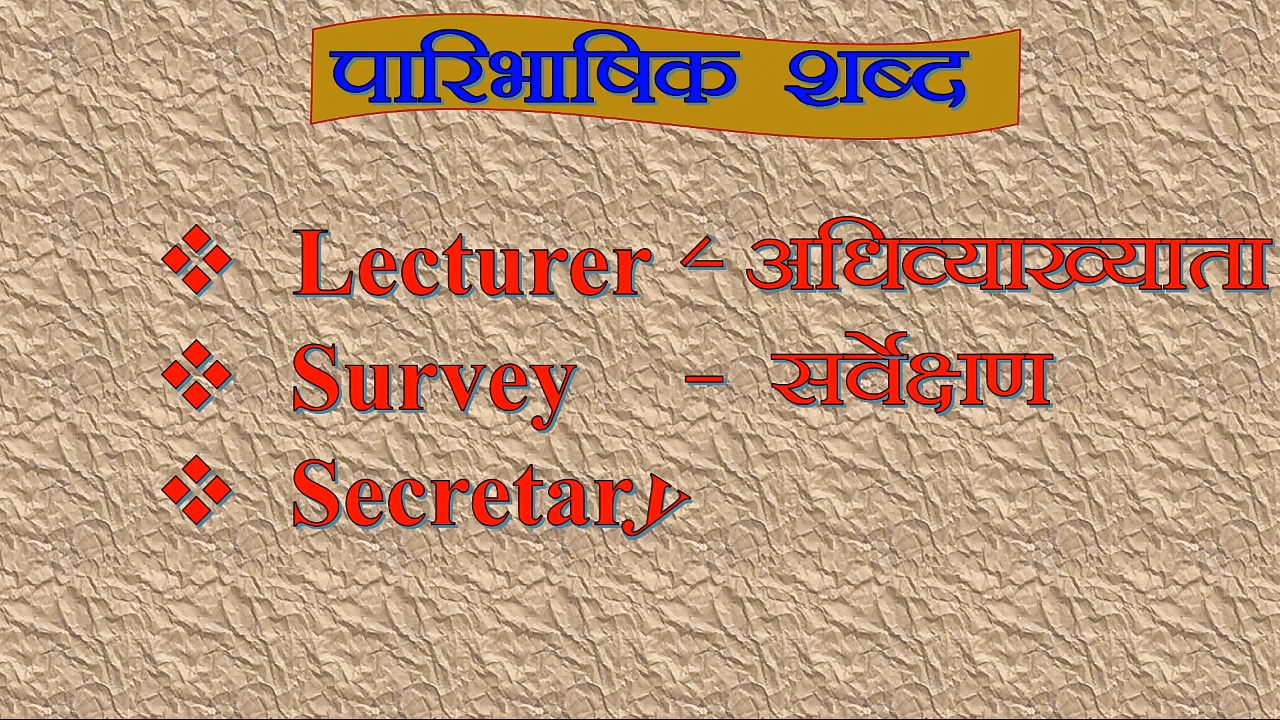 पारिभाषिक शब्द
❖ Lecturer - अधिव्याख्याता
❖ Survey - सर्वेक्षण
❖ Secretary